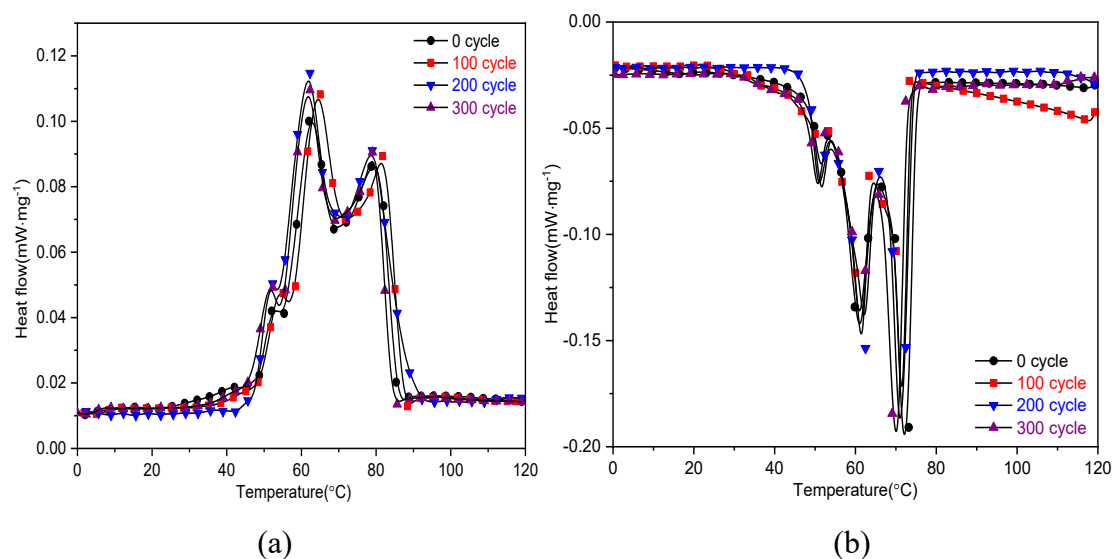 0.12
0.10
0.08
0.06
0.04
0.02
0.00
Heat flow(mW·mg⁻¹)
0 cycle
100 cycle
200 cycle
300 cycle
0 20 40 60 80 100 120
Temperature(°C)
(a)
0.00
-0.05
-0.10
-0.15
-0.20
Heat flow(mW·mg⁻¹)
0 cycle
100 cycle
200 cycle
300 cycle
0 20 40 60 80 100 120
Temperature(°C)
(b)